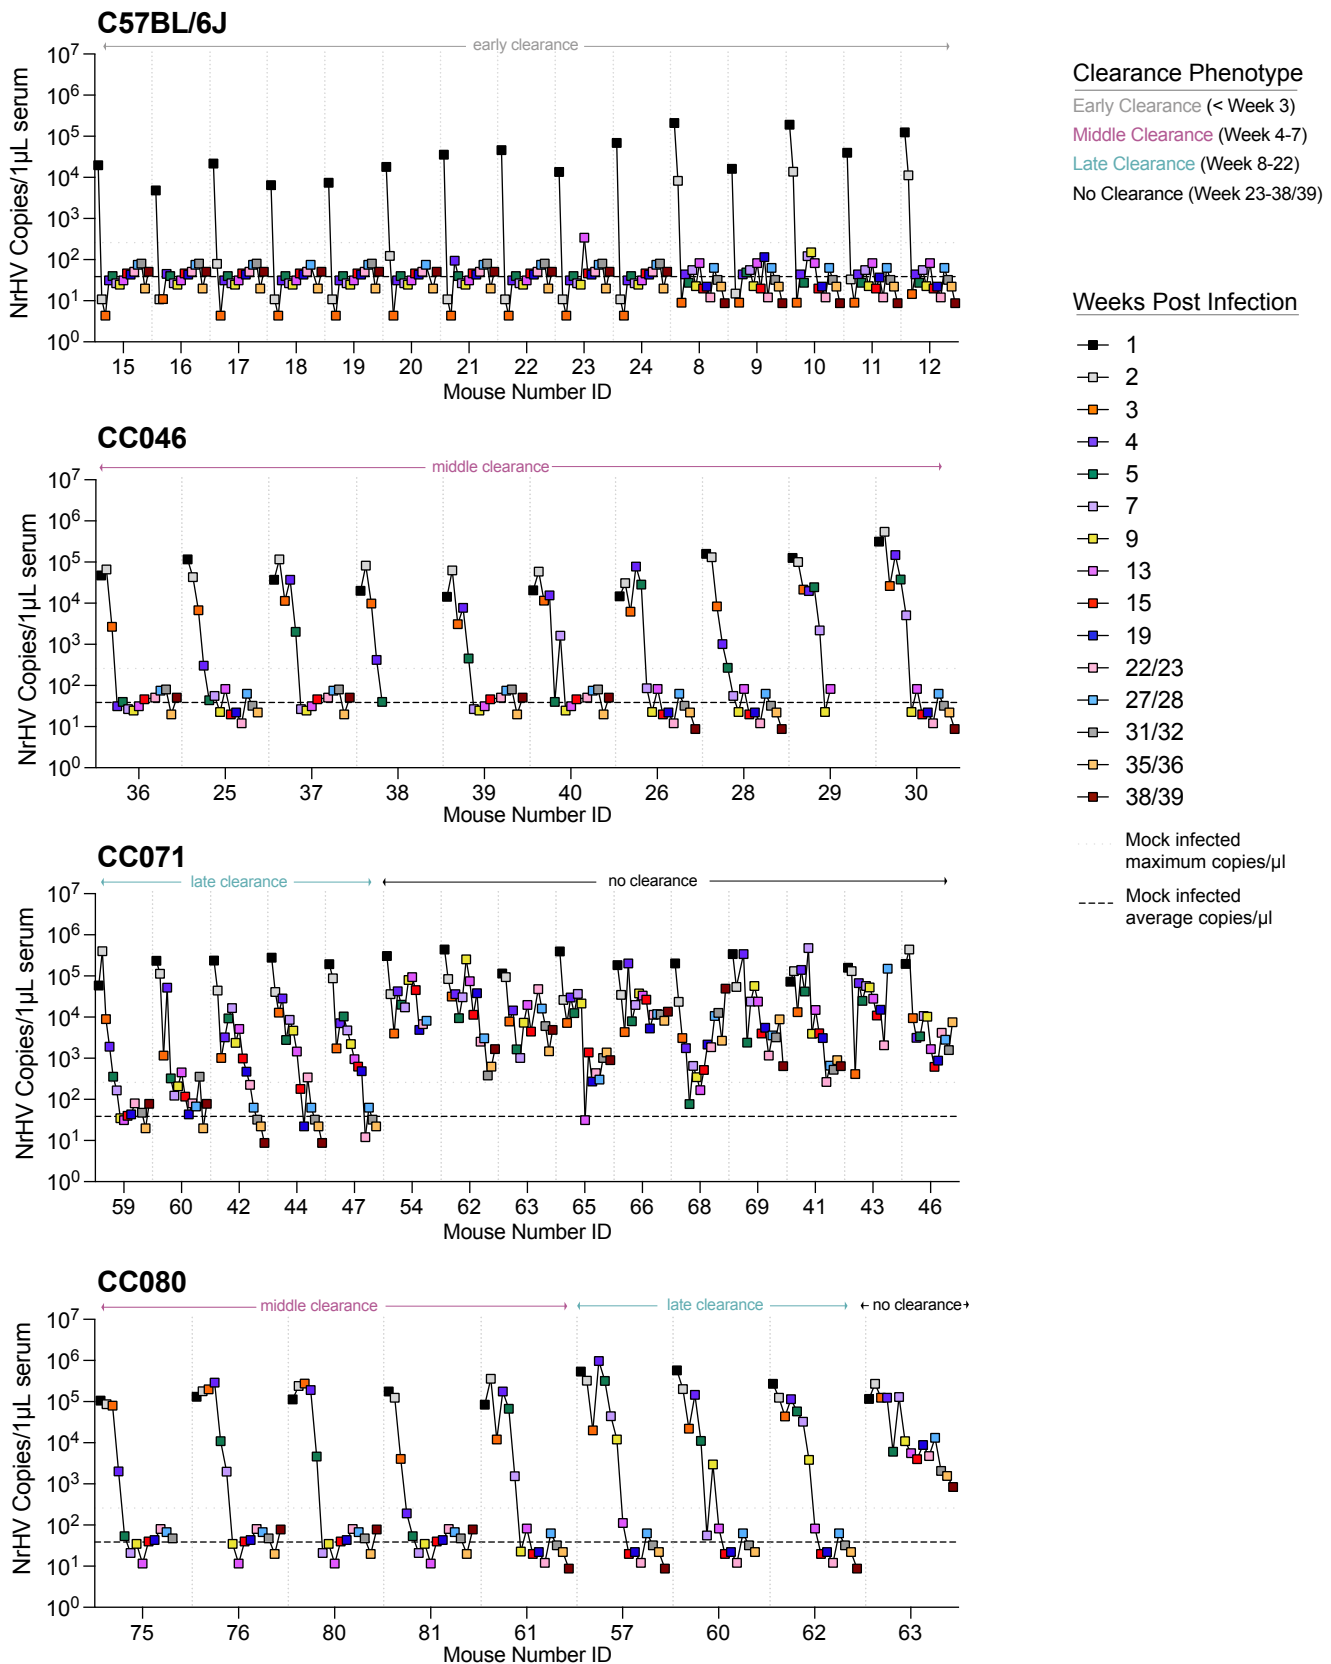 C57BL/6J
early clearance
NrHV Copies/1µL serum
10⁷
10⁶
10⁵
10⁴
10³
10²
10¹
10⁰
15 16 17 18 19 20 21 22 23 24 8 9 10 11 12
Mouse Number ID
CC046
middle clearance
NrHV Copies/1µL serum
10⁷
10⁶
10⁵
10⁴
10³
10²
10¹
10⁰
36 25 37 38 39 40 26 28 29 30
Mouse Number ID
CC071
late clearance no clearance
NrHV Copies/1µL serum
10⁷
10⁶
10⁵
10⁴
10³
10²
10¹
10⁰
59 60 42 44 47 54 62 63 65 66 68 69 41 43 46
Mouse Number ID
CC080
middle clearance late clearance no clearance
NrHV Copies/1µL serum
10⁷
10⁶
10⁵
10⁴
10³
10²
10¹
10⁰
75 76 80 81 61 57 60 62 63
Mouse Number ID
Clearance Phenotype
Early Clearance (< Week 3)
Middle Clearance (Week 4-7)
Late Clearance (Week 8-22)
No Clearance (Week 23-38/39)
Weeks Post Infection
1
2
3
4
5
7
9
13
15
19
22/23
27/28
31/32
35/36
38/39
Mock infected
maximum copies/µl
Mock infected
average copies/µl